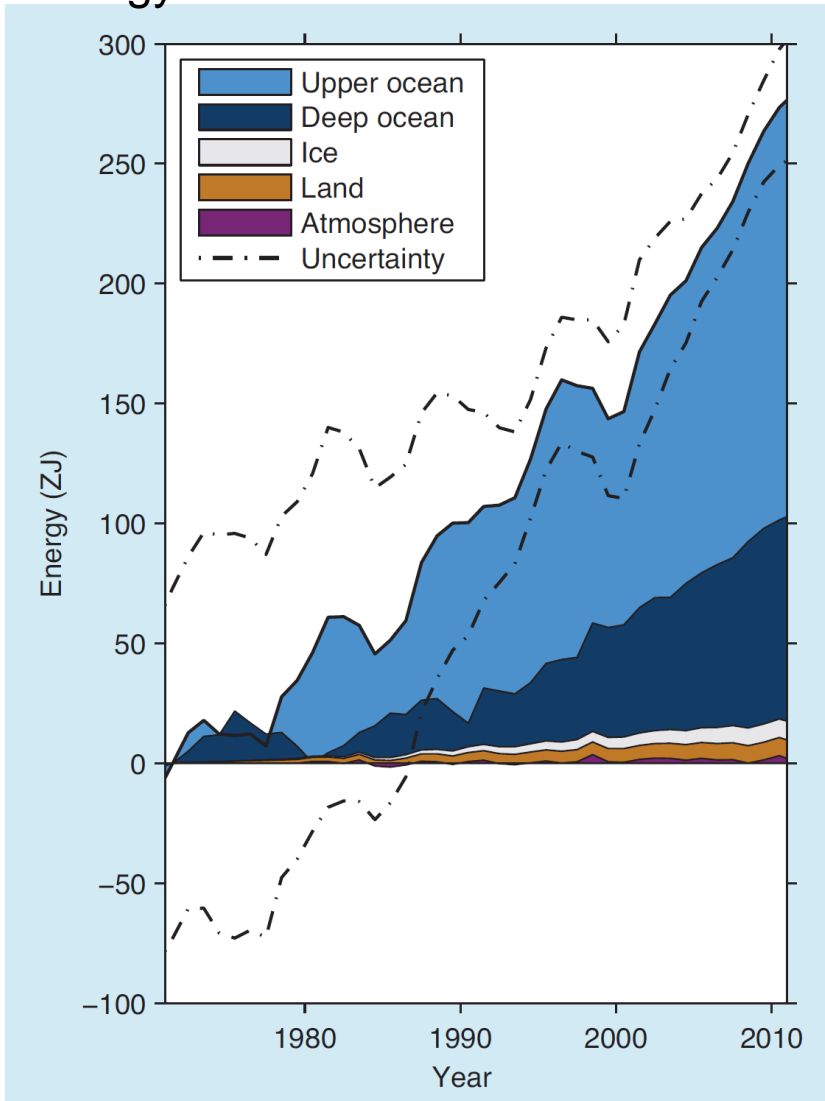 gy
300
250
200
150
100
50
0
−50
−100
Energy (ZJ)
Upper ocean
Deep ocean
Ice
Land
Atmosphere
Uncertainty
1980 1990 2000 2010
Year